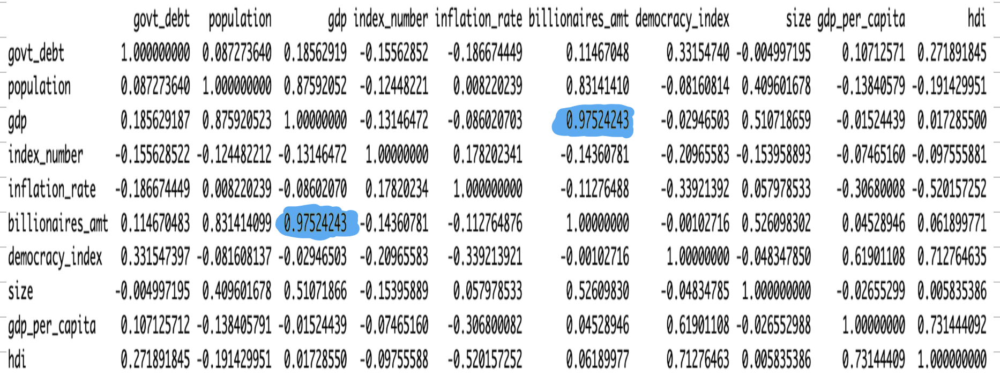 govt_debt population gdp index_number inflation_rate billionaires_amt democracy_index size gdp_per_capita hdi
govt_debt 1.000000000 0.087273640 0.18562919 -0.15562852 -0.186674449 0.11467048 0.33154740 -0.004997195 0.10712571 0.271891845
population 0.087273640 1.000000000 0.87592052 -0.12448221 0.008220239 0.83141410 -0.08160814 0.409601678 -0.13840579 -0.191429951
gdp 0.185629187 0.875920523 1.00000000 -0.13146472 -0.086020703 0.97524243 -0.02946503 0.510718659 -0.01524439 0.017285500
index_number -0.155628522 -0.124482212 -0.13146472 1.00000000 0.178202341 -0.14360781 -0.20965583 -0.153958893 -0.07465160 -0.097555881
inflation_rate -0.186674449 0.008220239 -0.08602070 0.17820234 1.000000000 -0.11276488 -0.33921392 0.057978533 -0.30680008 -0.520157252
billionaires_amt 0.114670483 0.831414099 0.97524243 -0.14360781 -0.112764876 1.00000000 -0.00102716 0.526098302 0.04528946 0.061899771
democracy_index 0.331547397 -0.081608137 -0.02946503 -0.20965583 -0.339213921 -0.00102716 1.00000000 -0.048347850 0.61901108 0.712764635
size -0.004997195 0.409601678 0.51071866 -0.15395889 0.057978533 0.52609830 -0.04834785 1.000000000 -0.02655299 0.005835386
gdp_per_capita 0.107125712 -0.138405791 -0.01524439 -0.07465160 -0.306800082 0.04528946 0.61901108 -0.026552988 1.00000000 0.731444092
hdi 0.271891845 -0.191429951 0.01728550 -0.09755588 -0.520157252 0.06189977 0.71276463 0.005835386 0.73144409 1.000000000